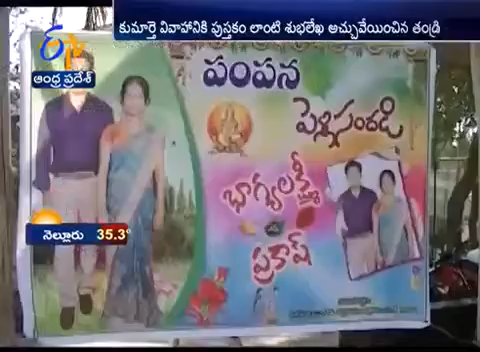 కుమార్తె వివాహానికి పుస్తకం లాంటి శుభలేఖ అచ్చువేయించిన తండ్రి
ఆంధ్ర ప్రదేశ్
పంపన
పెళ్లిసందడి
భాగ్యలక్ష్మీ
ప్రకాష్
నెల్లూరు 35.3°